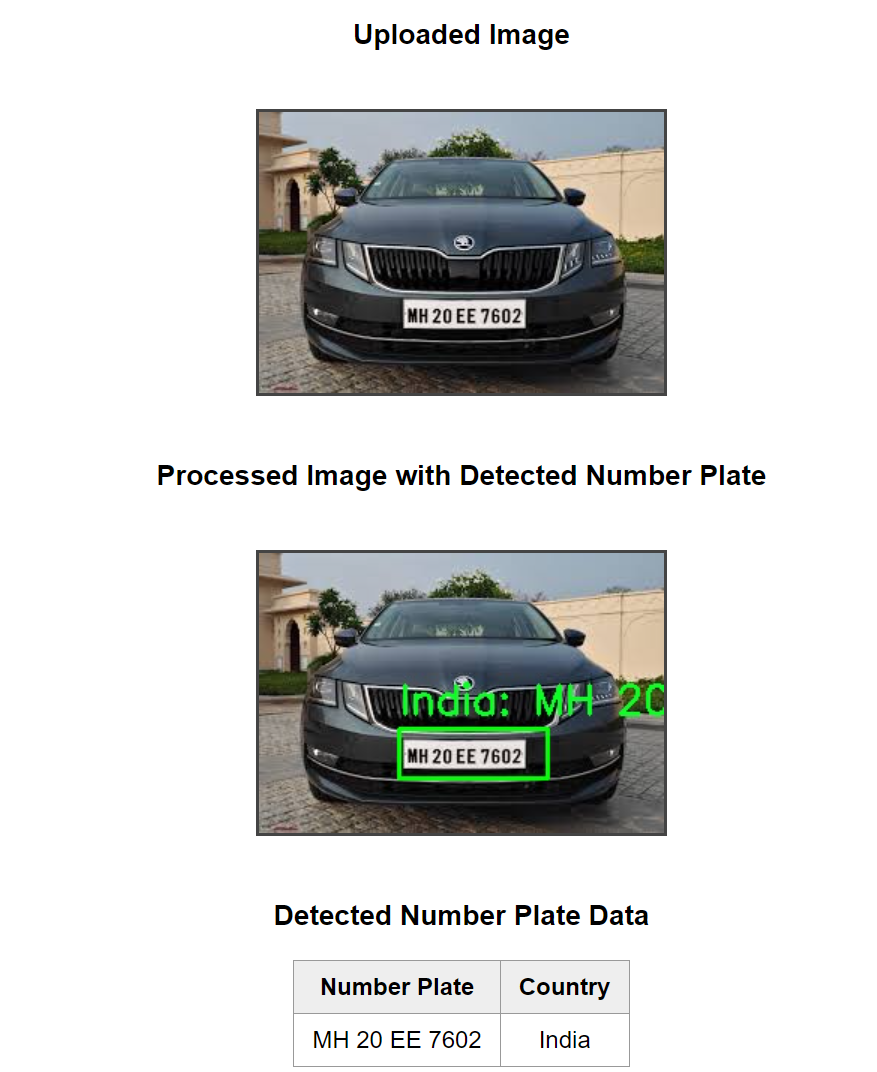 Uploaded Image
MH 20 EE 7602
Processed Image with Detected Number Plate
India: MH 20
MH 20 EE 7602
Detected Number Plate Data
Number Plate Country
MH 20 EE 7602 India